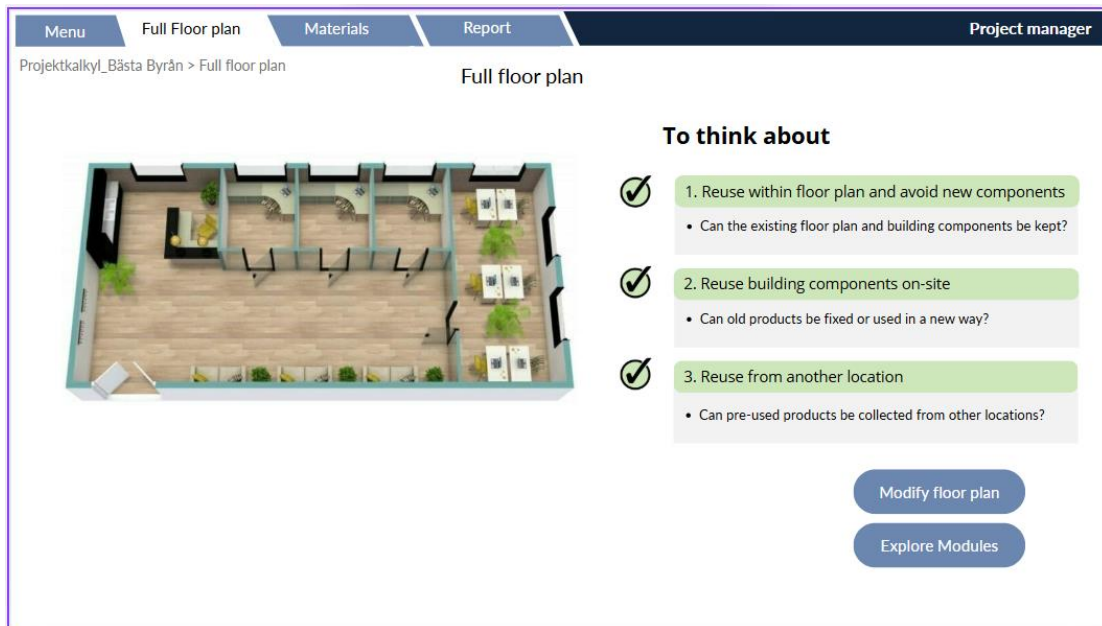 Menu
Full Floor plan
Materials
Report
Project manager
Projektkalkyl_Bästa Byrån > Full floor plan
Full floor plan
To think about
1. Reuse within floor plan and avoid new components
• Can the existing floor plan and building components be kept?
2. Reuse building components on-site
• Can old products be fixed or used in a new way?
3. Reuse from another location
• Can pre-used products be collected from other locations?
Modify floor plan
Explore Modules